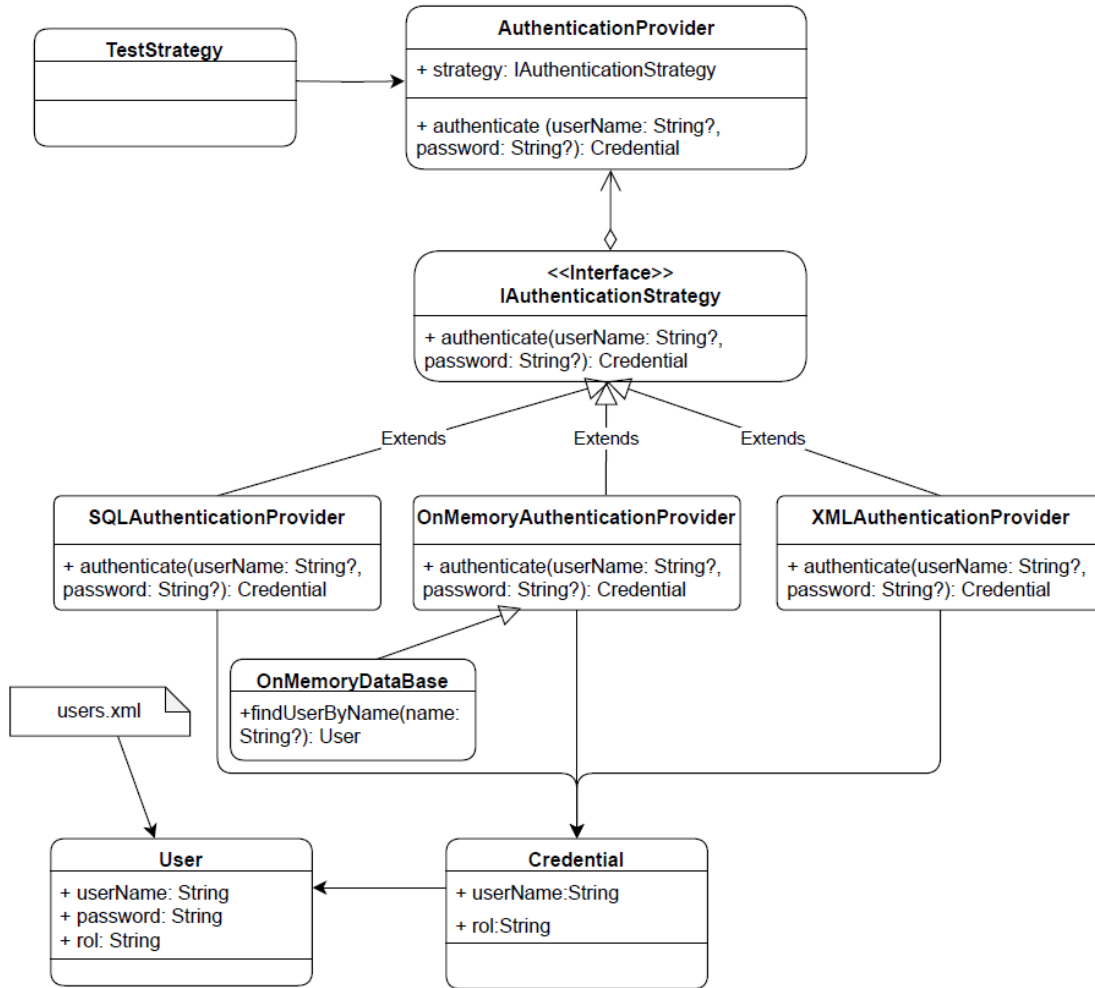 TestStrategy
AuthenticationProvider
+ strategy: IAuthenticationStrategy
+ authenticate (userName: String?,
password: String?): Credential
<<Interface>>
IAuthenticationStrategy
+ authenticate(userName: String?,
password: String?): Credential
Extends
Extends
Extends
SQLAuthenticationProvider
+ authenticate(userName: String?,
password: String?): Credential
OnMemoryAuthenticationProvider
+ authenticate(userName: String?,
password: String?): Credential
XMLAuthenticationProvider
+ authenticate(userName: String?,
password: String?): Credential
OnMemoryDataBase
+findUserByName(name:
String?): User
users.xml
User
+ userName: String
+ password: String
+ rol: String
Credential
+ userName:String
+ rol:String